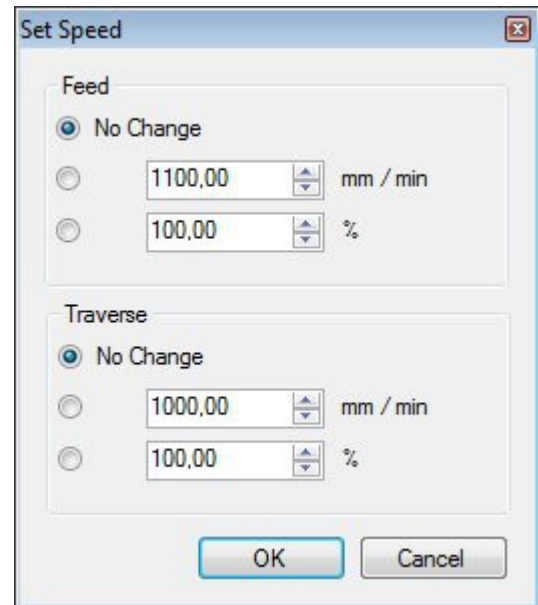 Set Speed
Feed
No Change
1100,00 mm / min
100,00 %
Traverse
No Change
1000,00 mm / min
100,00 %
OK Cancel